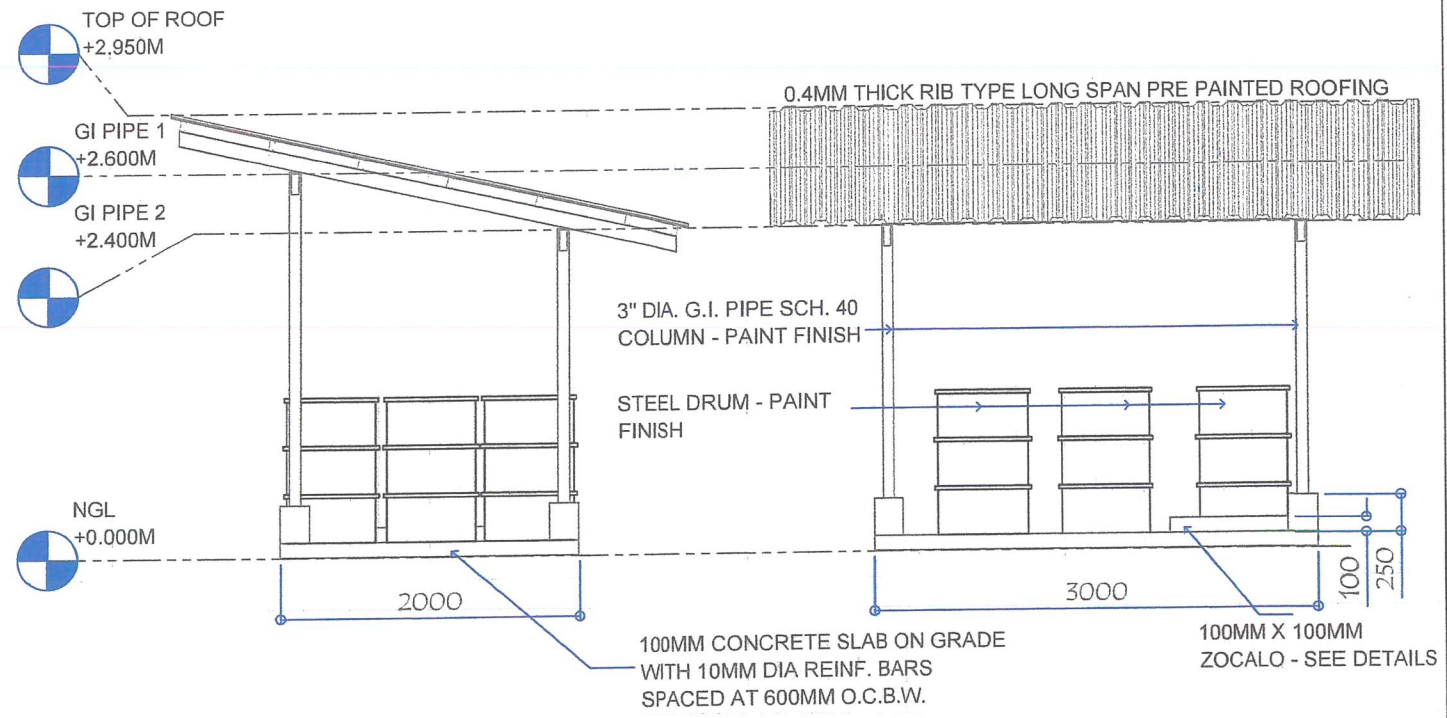 TOP OF ROOF
+2.950M
0.4MM THICK RIB TYPE LONG SPAN PRE PAINTED ROOFING
GI PIPE 1
+2.600M
GI PIPE 2
+2.400M
3" DIA. G.I. PIPE SCH. 40
COLUMN - PAINT FINISH
STEEL DRUM - PAINT
FINISH
NGL
+0.000M
2000
3000
100
250
100MM CONCRETE SLAB ON GRADE
WITH 10MM DIA REINF. BARS
SPACED AT 600MM O.C.B.W.
100MM X 100MM
ZOCALO - SEE DETAILS